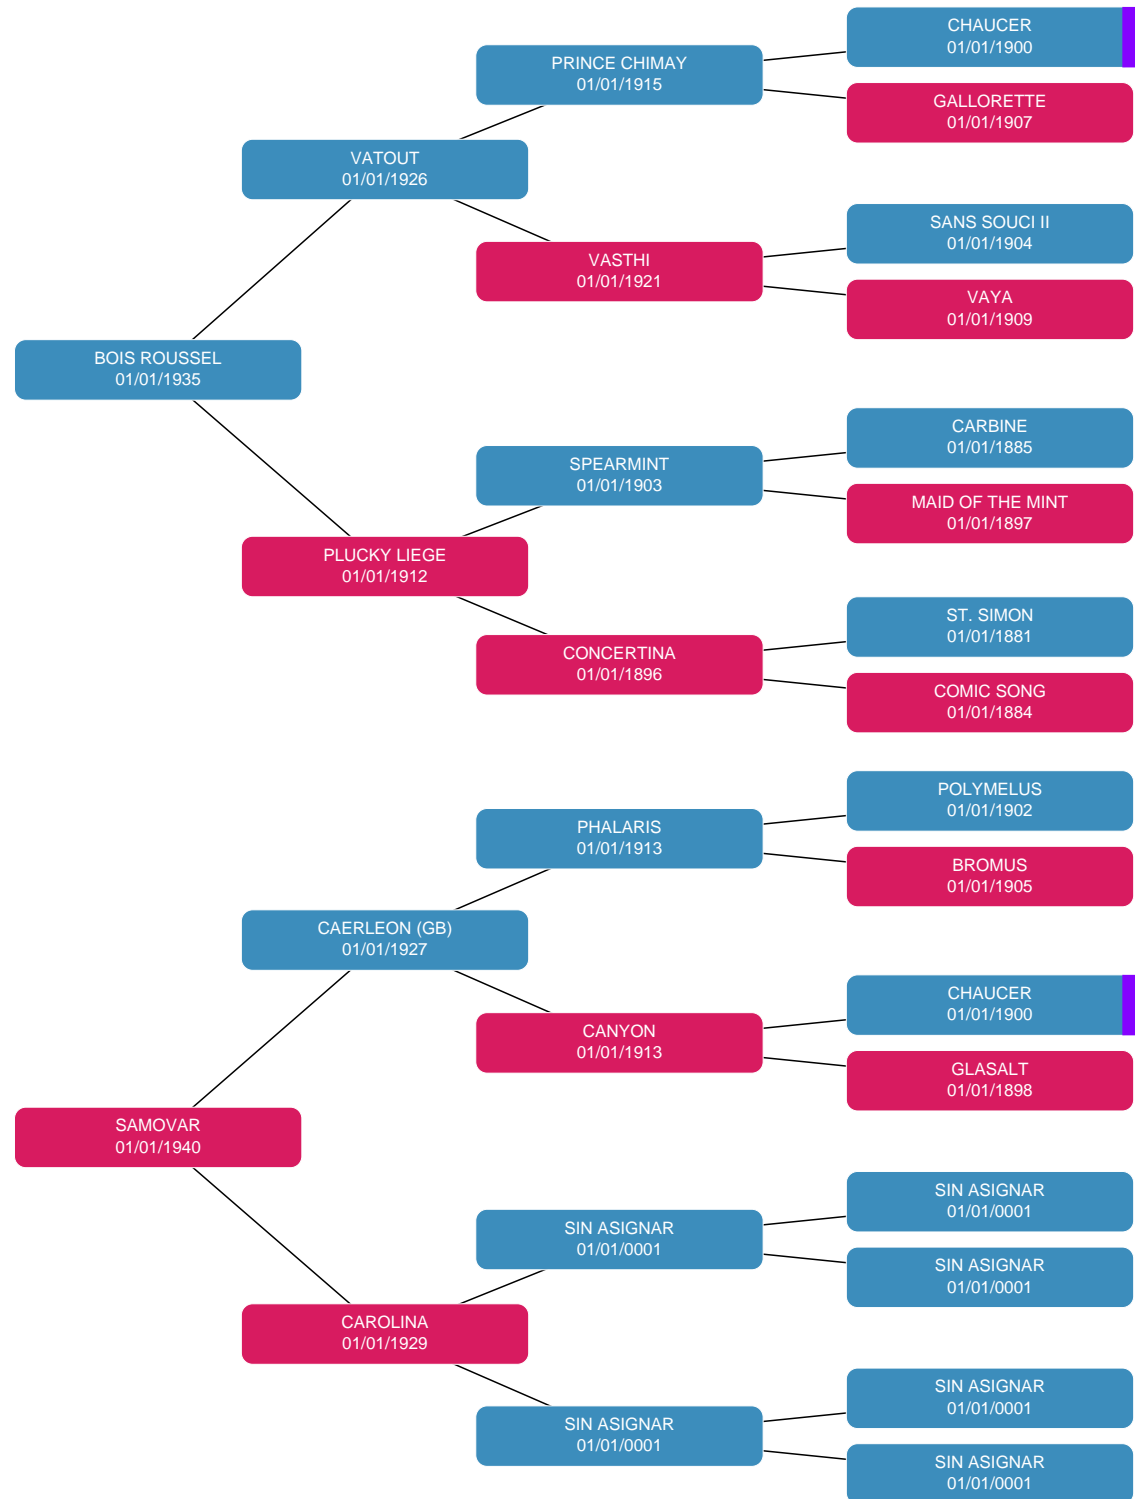 CHAUCER
01/01/1900
PRINCE CHIMAY
01/01/1915
GALLORETTE
01/01/1907
VATOUT
01/01/1926
SANS SOUCI II
01/01/1904
VASTHI
01/01/1921
VAYA
01/01/1909
BOIS ROUSSEL
01/01/1935
CARBINE
01/01/1885
SPEARMINT
01/01/1903
MAID OF THE MINT
01/01/1897
PLUCKY LIEGE
01/01/1912
ST. SIMON
01/01/1881
CONCERTINA
01/01/1896
COMIC SONG
01/01/1884
POLYMELUS
01/01/1902
PHALARIS
01/01/1913
BROMUS
01/01/1905
CAERLEON (GB)
01/01/1927
CHAUCER
01/01/1900
CANYON
01/01/1913
GLASALT
01/01/1898
SAMOVAR
01/01/1940
SIN ASIGNAR
01/01/0001
SIN ASIGNAR
01/01/0001
SIN ASIGNAR
01/01/0001
CAROLINA
01/01/1929
SIN ASIGNAR
01/01/0001
SIN ASIGNAR
01/01/0001
SIN ASIGNAR
01/01/0001